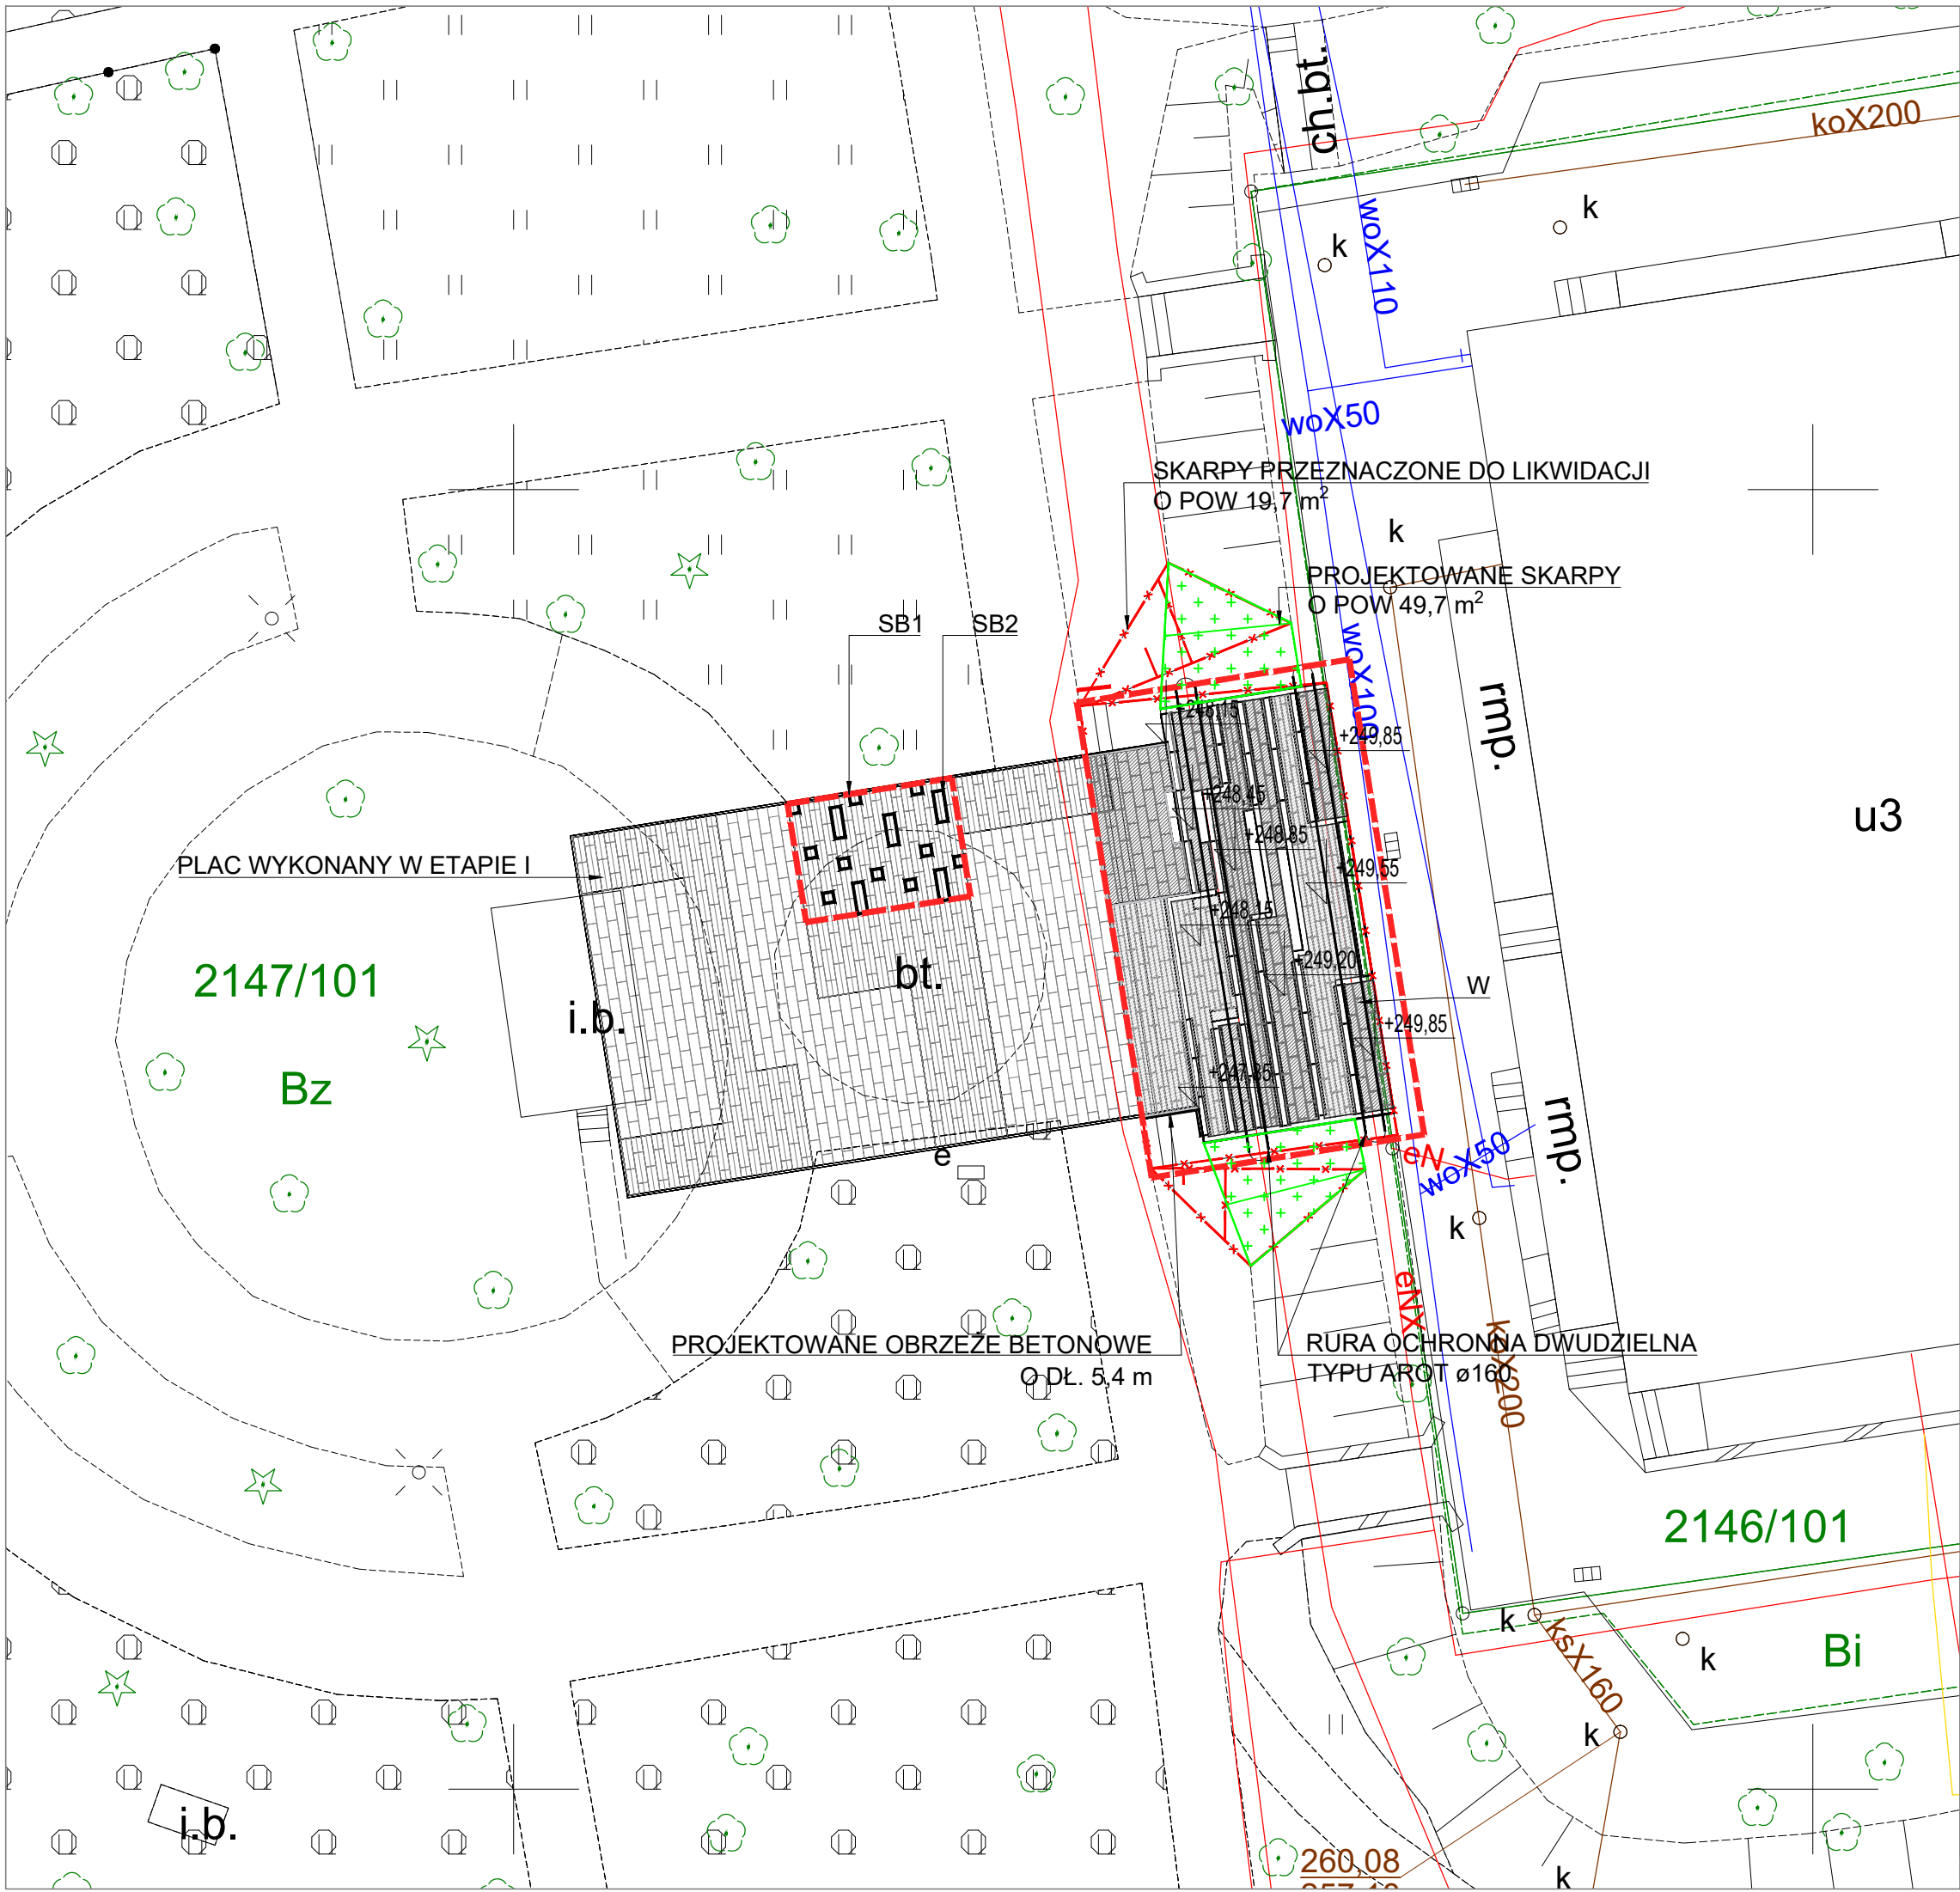 ch.bt.
koX200
k
k
woX110
woX50
SKARPY PRZEZNACZONE DO LIKWIDACJI
O POW 19,7 m²
k
PROJEKTOWANE SKARPY
O POW 49,7 m²
SB1
SB2
woX100
rmp.
+248,15
+249,85
+248,45
u3
+248,85
PLAC WYKONANY W ETAPIE I
+249,55
+248,15
2147/101
bt.
+249,20
W
i.b.
+249,85
Bz
+247,85
rmp.
e
eN
woX50
k
eNX
PROJEKTOWANE OBRZEŻE BETONOWE
O DŁ. 5,4 m
RURA OCHRONNA DWUDZIELNA
TYPU AROT ø160
koX200
2146/101
k
ksX160
k
Bi
k
i.b.
260,08
k